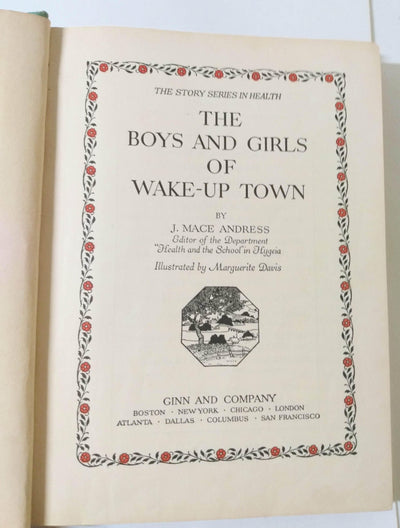 THE STORY SERIES IN HEALTH
THE
BOYS AND GIRLS
OF
WAKE-UP TOWN
BY
J. MACE ANDRESS
Editor of the Department
"Health and the School" in Hygeia
Illustrated by Marguerite Davis
GINN AND COMPANY
BOSTON · NEW YORK · CHICAGO · LONDON
ATLANTA · DALLAS · COLUMBUS · SAN FRANCISCO